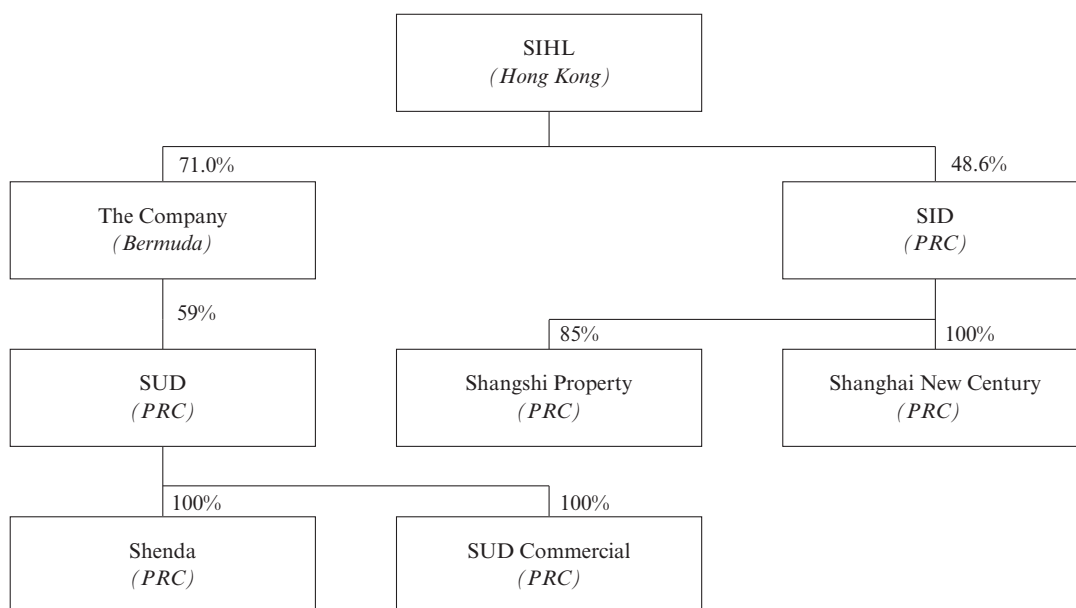 SIHL
(Hong Kong)
71.0%
48.6%
The Company
(Bermuda)
SID
(PRC)
59%
85%
100%
SUD
(PRC)
Shangshi Property
(PRC)
Shanghai New Century
(PRC)
100%
100%
Shenda
(PRC)
SUD Commercial
(PRC)